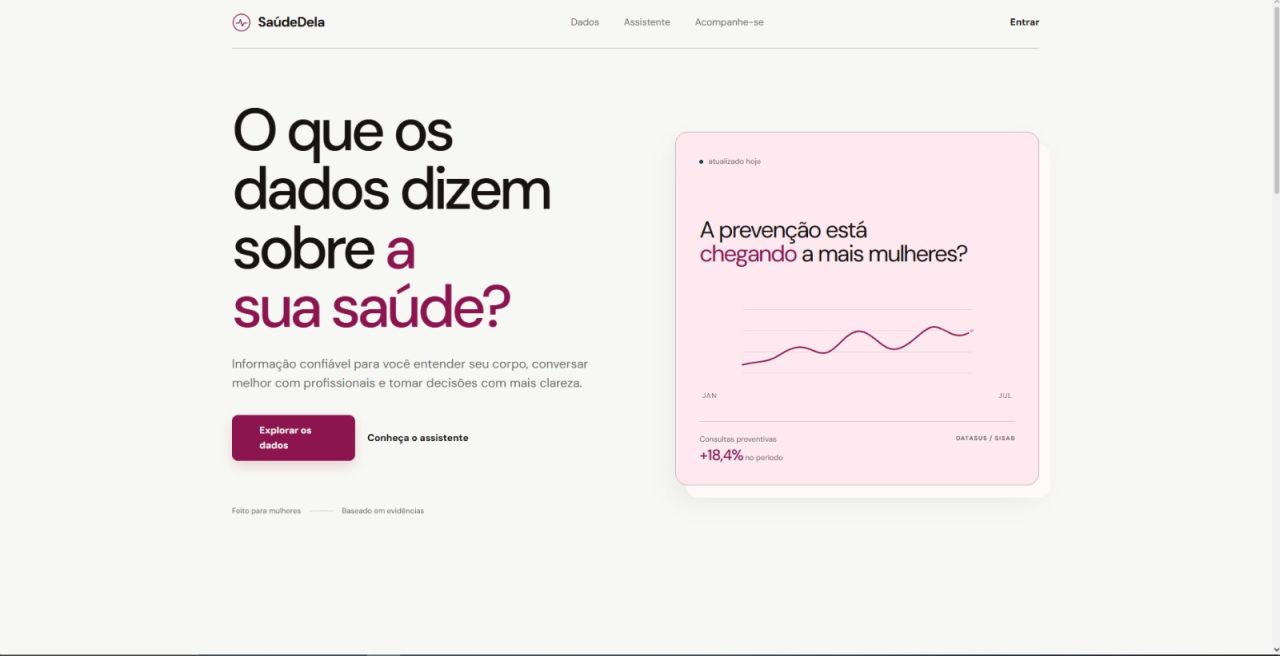 SaúdeDela
Dados
Assistente
Acompanhe-se
Entrar
O que os
dados dizem
sobre a
sua saúde?
Informação confiável para você entender seu corpo, conversar
melhor com profissionais e tomar decisões com mais clareza.
Explorar os
dados
Conheça o assistente
Feito para mulheres
Baseado em evidências
atualizado hoje
A prevenção está
chegando a mais mulheres?
JAN
JUL
Consultas preventivas
+18,4% no período
DATASUS / SISAB